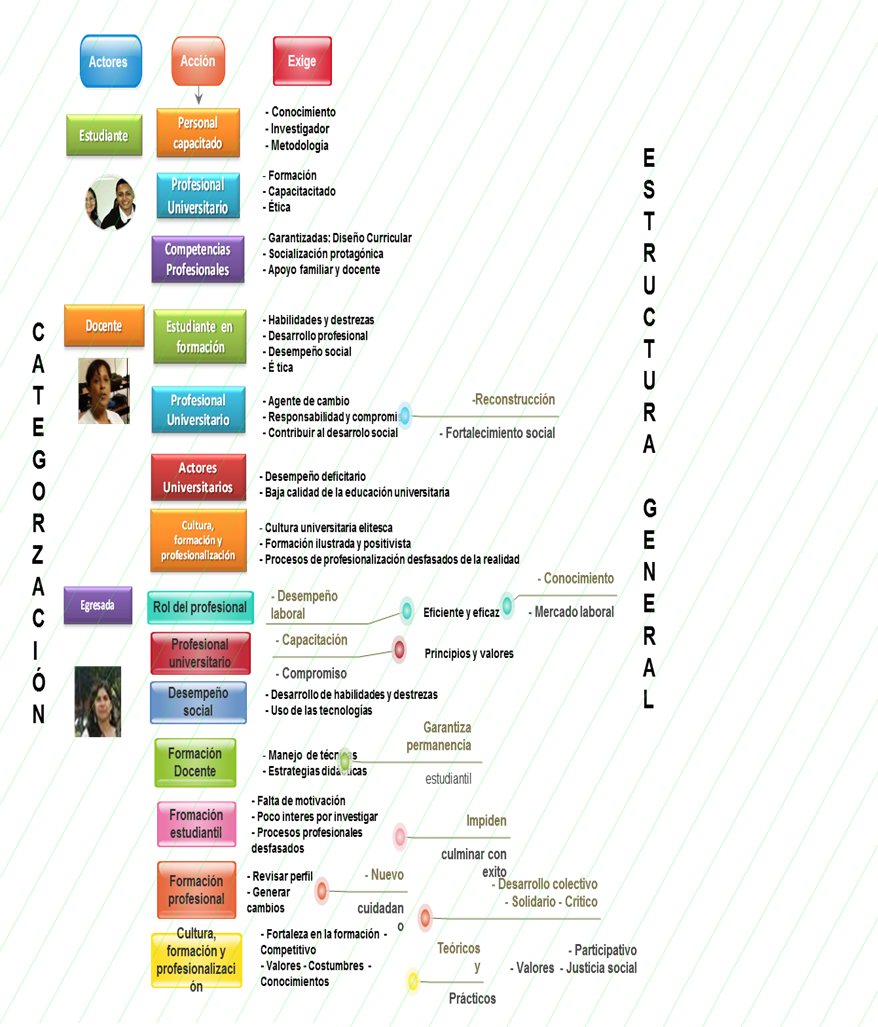 Actores
Acción
Exige
Estudiante
Personal
capacitado
- Conocimiento
- Investigador
- Metodología
Profesional
Universitario
- Formación
- Capacitacitado
- Ética
Competencias
Profesionales
- Garantizadas: Diseño Curricular
- Socialización protagónica
- Apoyo familiar y docente
Docente
Estudiante en
formación
- Habilidades y destrezas
- Desarrollo profesional
- Desempeño social
- É tica
Profesional
Universitario
- Agente de cambio
- Responsabilidad y compromi
- Contribuir al desarrolo social
-Reconstrucción
- Fortalecimiento social
Actores
Universitarios
- Desempeño deficitario
- Baja calidad de la educación universitaria
Cultura,
formación y
profesionalización
- Cultura universitaria elitesca
- Formación ilustrada y positivista
- Procesos de profesionalización desfasados de la realidad
Egresada
Rol del profesional
- Desempeño
laboral
Eficiente y eficaz
- Conocimiento
- Mercado laboral
Profesional
universitario
- Capacitación
- Compromiso
Principios y valores
Desempeño
social
- Desarrollo de habilidades y destrezas
- Uso de las tecnologías
Formación
Docente
- Manejo de técnicas
- Estrategias didácticas
Garantiza
permanencia
estudiantil
Fromación
estudiantil
- Falta de motivación
- Poco interes por investigar
- Procesos profesionales
desfasados
Impiden
culminar con
exito
Formación
profesional
- Revisar perfil
- Generar
cambios
- Nuevo
cuidadan
o
- Desarrollo colectivo
- Solidario - Crítico
Cultura,
formación y
profesionalizaci
ón
- Fortaleza en la formación -
Competitivo
- Valores - Costumbres -
Conocimientos
Teóricos
y
Prácticos
- Participativo
- Valores - Justicia social
CATEGORZACIÓN
ESTRUCTURA GENERAL